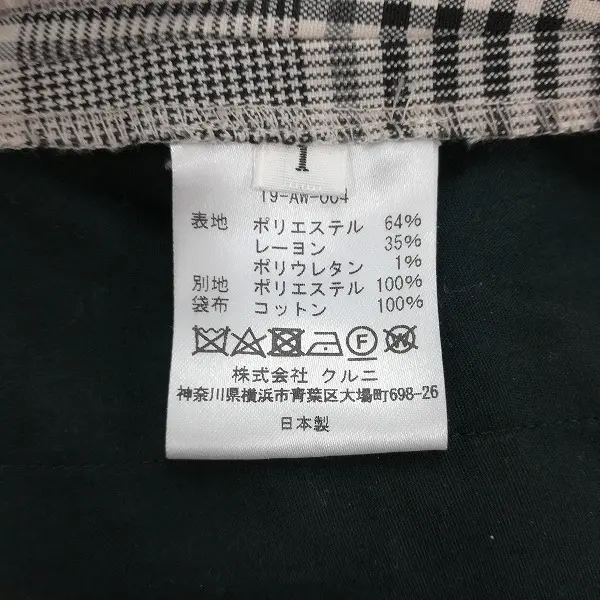 1
19-AW-004
表地 ポリエステル 64%
レーヨン 35%
ポリウレタン 1%
別地 ポリエステル 100%
袋布 コットン 100%
F W
株式会社 クルニ
神奈川県横浜市青葉区大場町698-26
日本製